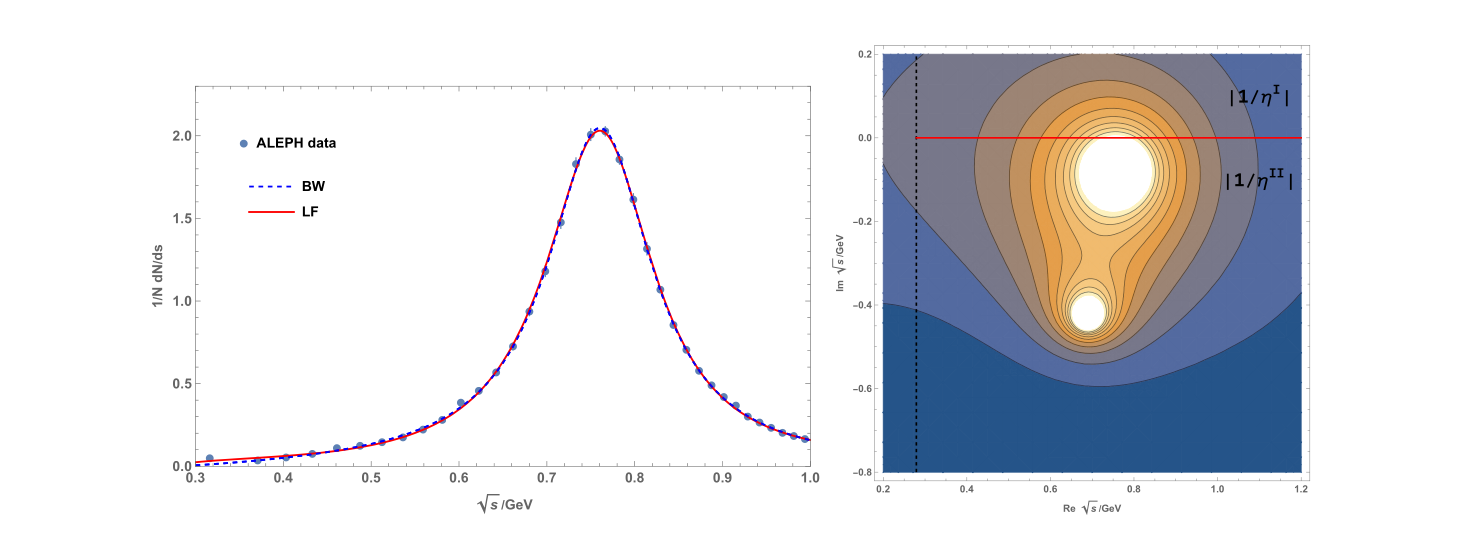 ALEPH data
BW
LF
1/N dN/ds
2.0
1.5
1.0
0.5
0.0
0.3
0.4
0.5
0.6
0.7
0.8
0.9
1.0
√s /GeV
|1/η^I|
|1/η^II|
Im √s /GeV
0.2
0.0
−0.2
−0.4
−0.6
−0.8
0.2
0.4
0.6
0.8
1.0
1.2
Re √s /GeV